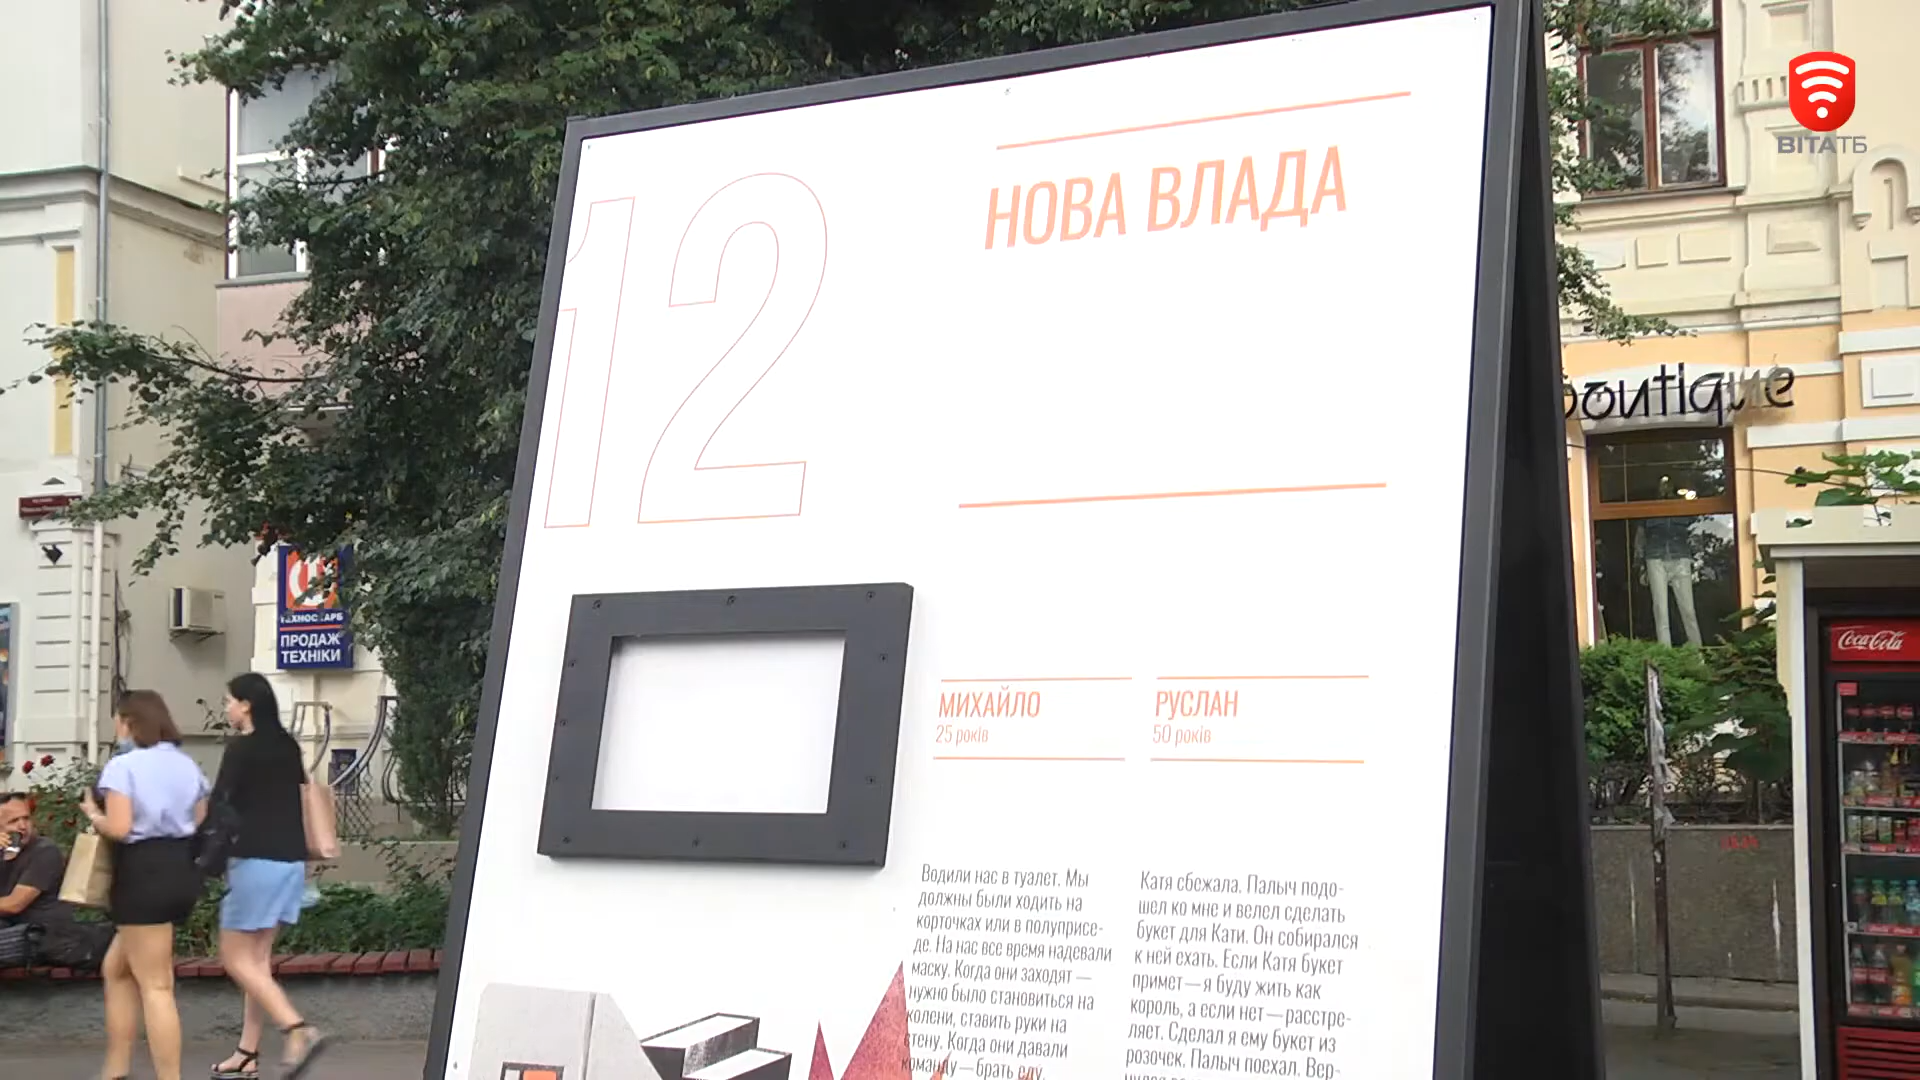 ВІТАТБ
12
НОВА ВЛАДА
boutique
ПРОДАЖ
ТЕХНІКИ
Coca-Cola
МИХАЙЛО
25 років
РУСЛАН
50 років
Водили нас в туалет. Мы
должны были ходить на
корточках или в полуприсе-
де. На нас все время надевали
маску. Когда они заходят —
нужно было становиться на
колени, ставить руки на
стену. Когда они давали
команду — брать еду.
Катя сбежала. Палыч подо-
шел ко мне и велел сделать
букет для Кати. Он собирался
к ней ехать. Если Катя букет
примет — я буду жить как
король, а если нет — расстре-
ляет. Сделал я ему букет из
розочек. Палыч поехал. Вер-